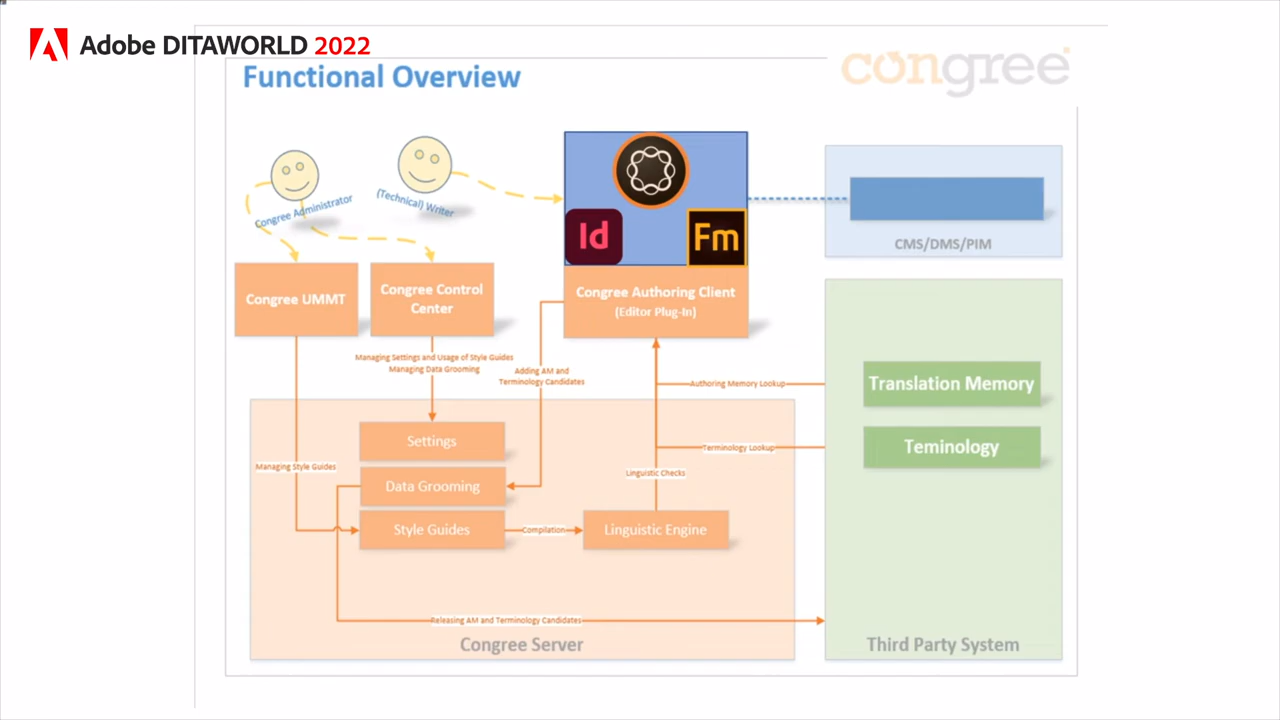 Adobe DITAWORLD 2022
Functional Overview
congree
Congree Administrator
(Technical) Writer
Id
Fm
CMS/DMS/PIM
Congree UMMT
Congree Control
Center
Congree Authoring Client
(Editor Plug-In)
Managing Settings and Usage of Style Guides
Managing Data Grooming
Adding AM and
Terminology Candidates
Authoring Memory Lookup
Translation Memory
Settings
Terminology Lookup
Teminology
Managing Style Guides
Data Grooming
Linguistic Checks
Style Guides
Compilation
Linguistic Engine
Releasing AM and Terminology Candidates
Congree Server
Third Party System